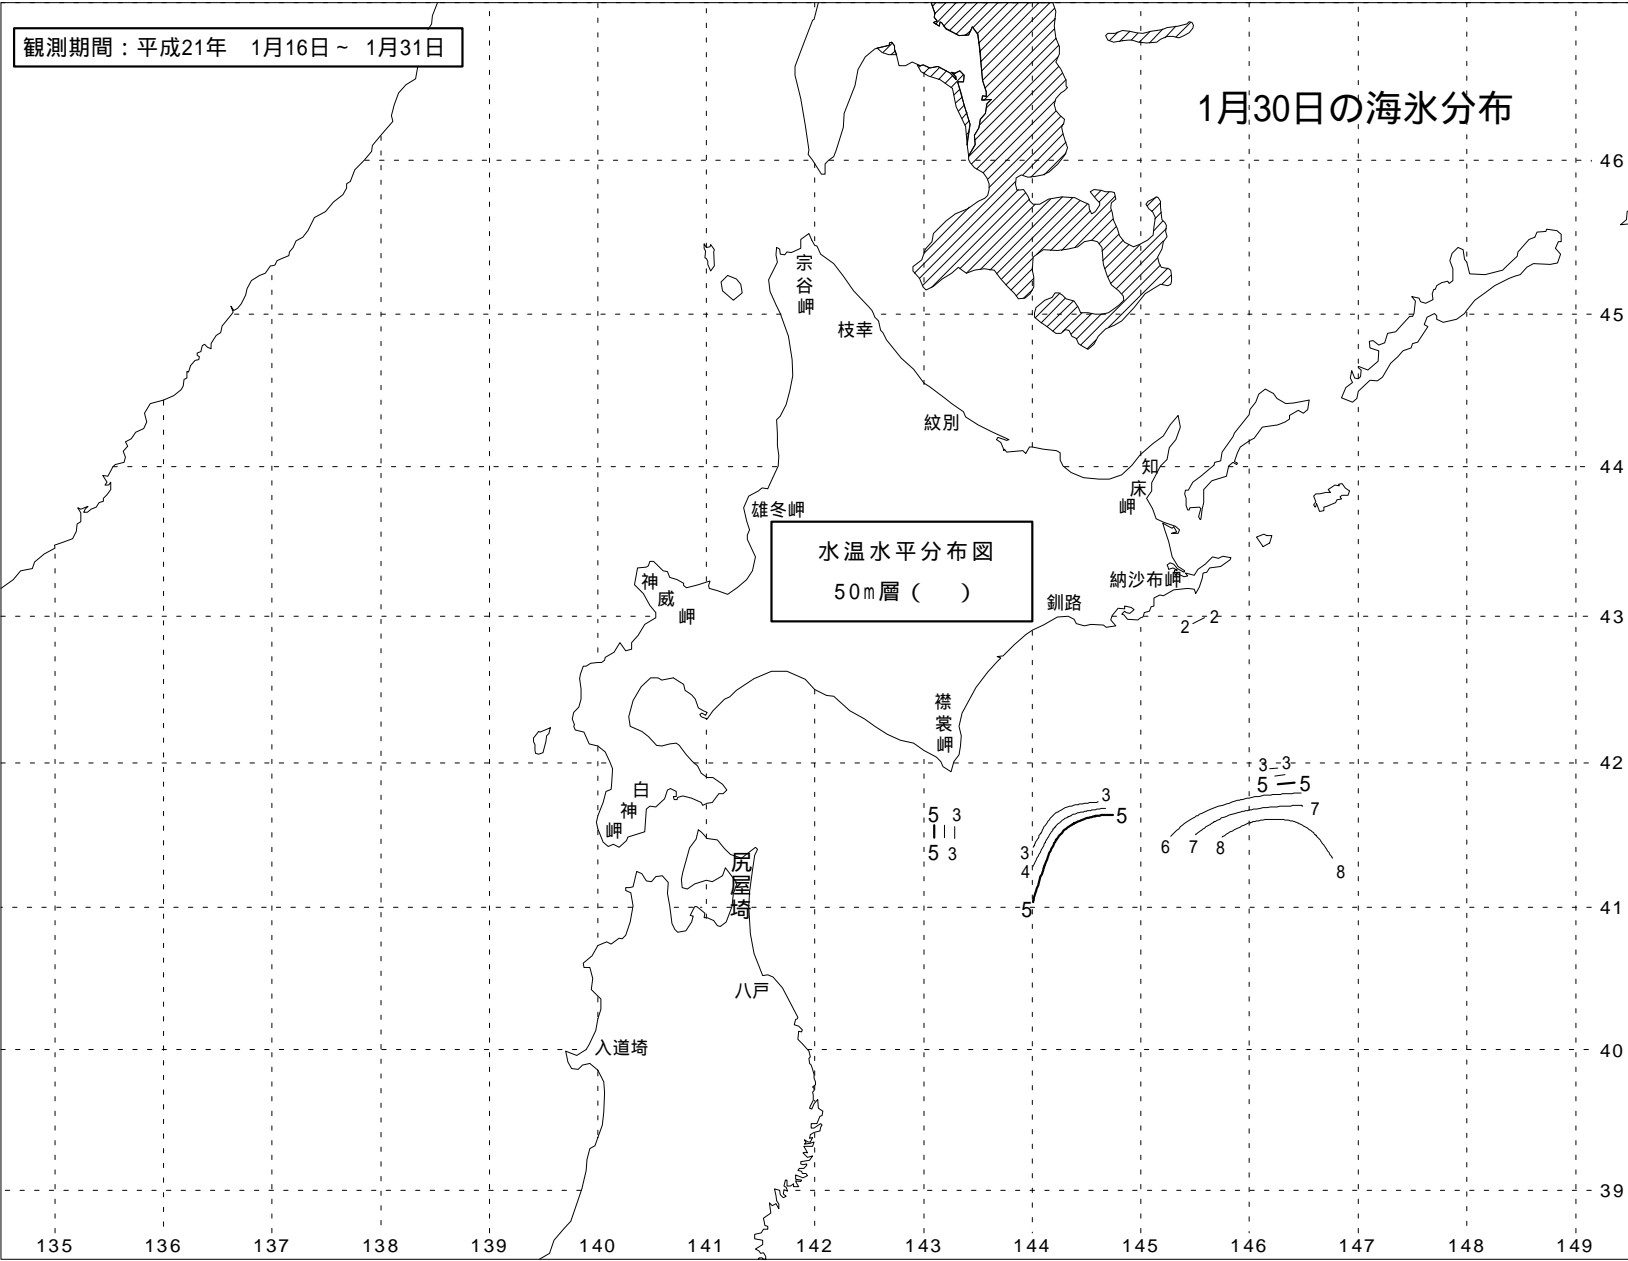 観測期間：平成21年　1月16日～　1月31日
1月30日の海氷分布
46
宗谷岬
45
枝幸
紋別
44
知床岬
雄冬岬
水温水平分布図
50m層（　）
納沙布岬
神威岬
釧路
43
2 2
襟裳岬
42
3 3
5 5
白神岬
3
5 3
5
7
5 3
3
4
6 7 8
8
尻屋埼
41
5
八戸
入道埼
40
39
135 136 137 138 139 140 141 142 143 144 145 146 147 148 149